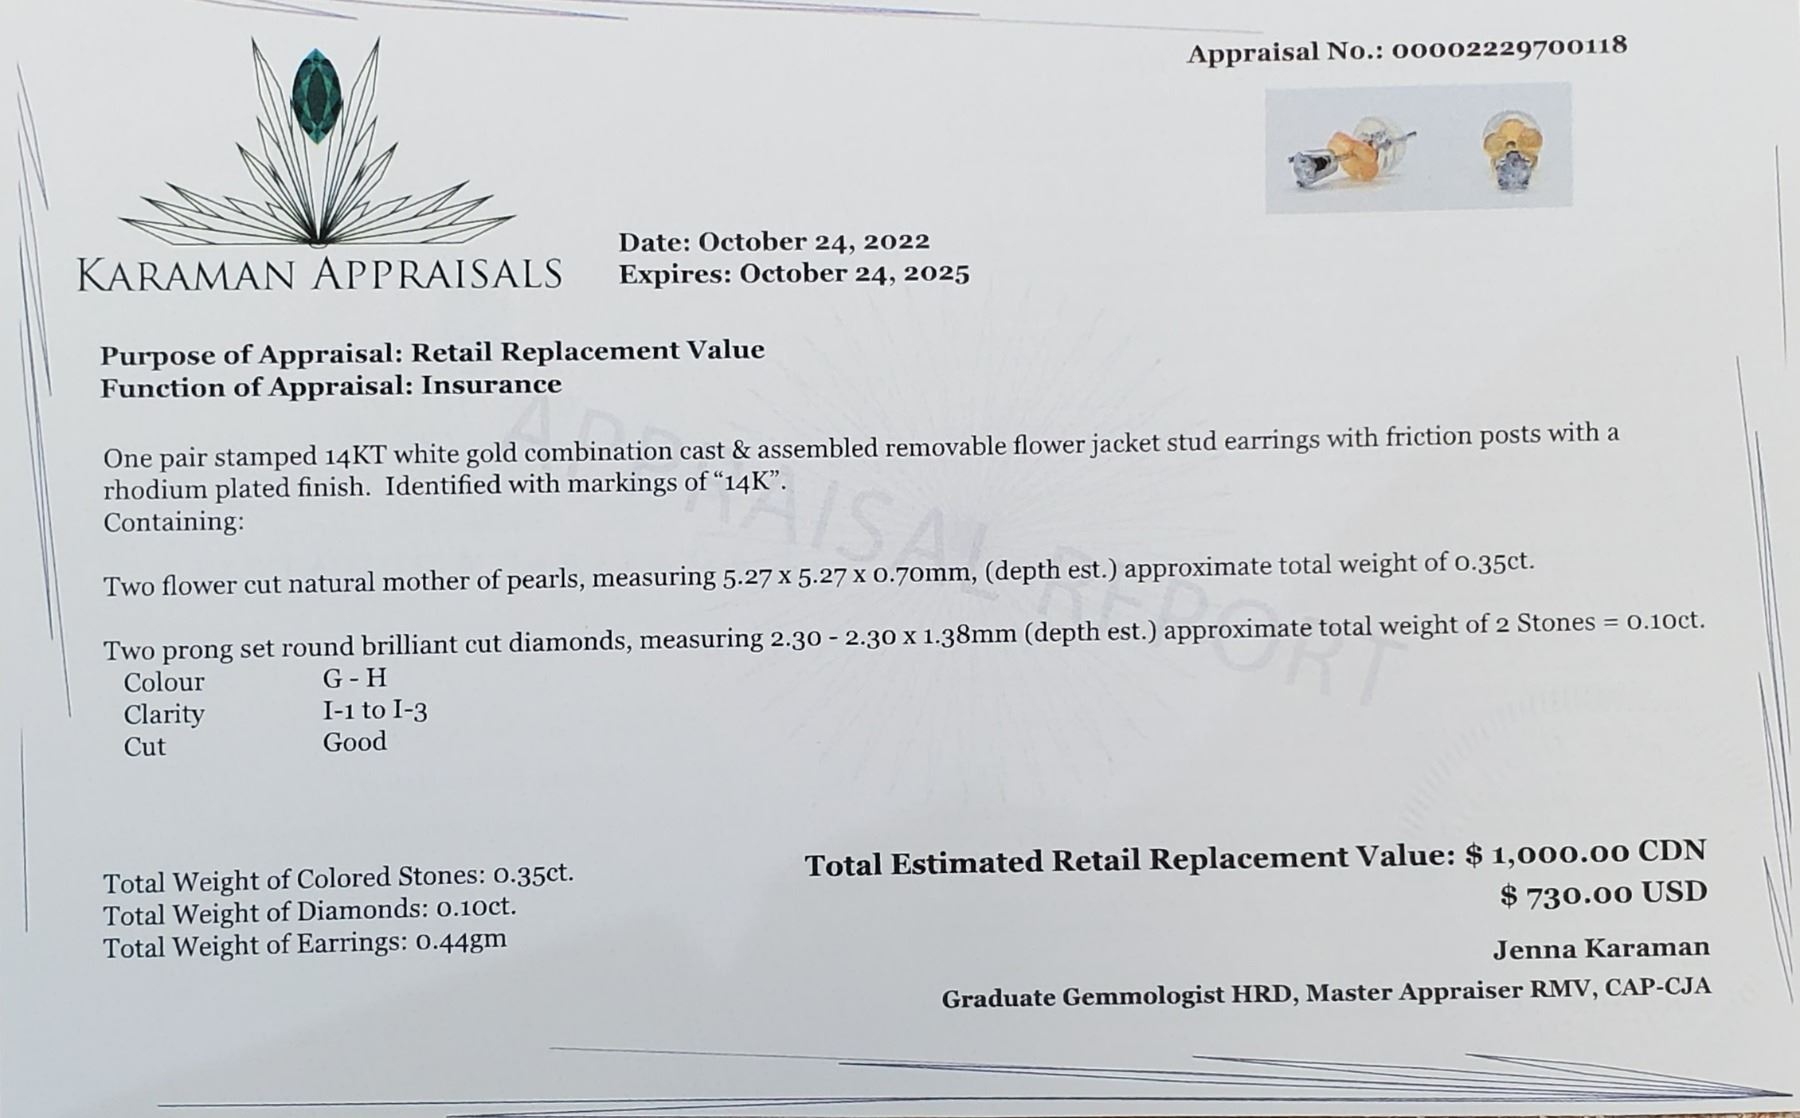 Appraisal No.: 00002229700118
KARAMAN APPRAISALS
Date: October 24, 2022
Expires: October 24, 2025
Purpose of Appraisal: Retail Replacement Value
Function of Appraisal: Insurance
One pair stamped 14KT white gold combination cast & assembled removable flower jacket stud earrings with friction posts with a
rhodium plated finish. Identified with markings of “14K”.
Containing:
Two flower cut natural mother of pearls, measuring 5.27 x 5.27 x 0.70mm, (depth est.) approximate total weight of 0.35ct.
Two prong set round brilliant cut diamonds, measuring 2.30 - 2.30 x 1.38mm (depth est.) approximate total weight of 2 Stones = 0.10ct.
Colour G - H
Clarity I-1 to I-3
Cut Good
APPRAISAL REPORT
Total Weight of Colored Stones: 0.35ct.
Total Weight of Diamonds: 0.10ct.
Total Weight of Earrings: 0.44gm
Total Estimated Retail Replacement Value: $ 1,000.00 CDN
$ 730.00 USD
Jenna Karaman
Graduate Gemmologist HRD, Master Appraiser RMV, CAP-CJA